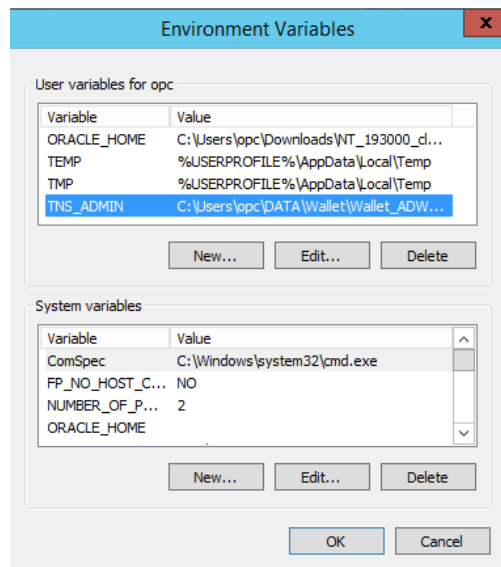 Environment Variables
x
User variables for opc
Variable Value
ORACLE_HOME C:\Users\opc\Downloads\NT_193000_cl...
TEMP %USERPROFILE%\AppData\Local\Temp
TMP %USERPROFILE%\AppData\Local\Temp
TNS_ADMIN C:\Users\opc\DATA\Wallet\Wallet_ADW...
New... Edit... Delete
System variables
Variable Value
ComSpec C:\Windows\system32\cmd.exe
FP_NO_HOST_C... NO
NUMBER_OF_P... 2
ORACLE_HOME
New... Edit... Delete
OK Cancel